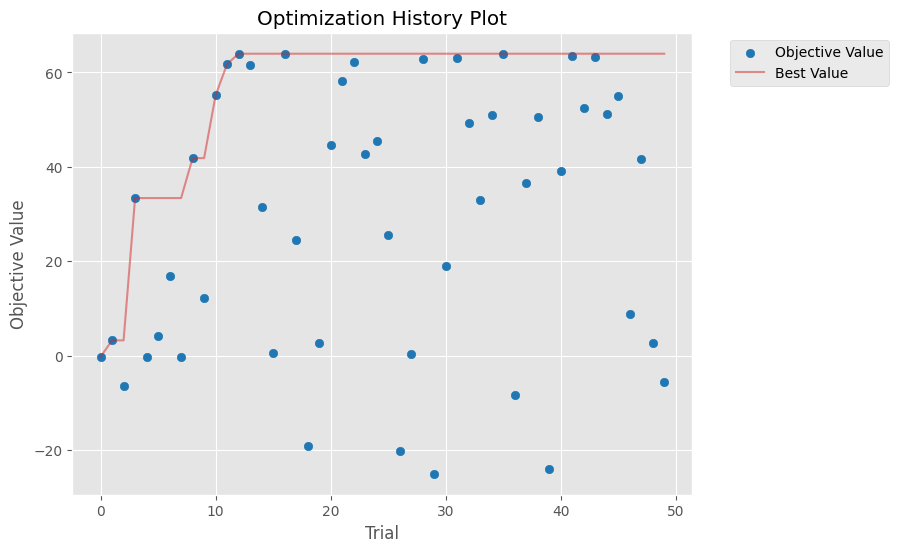 Optimization History Plot
Objective Value
Best Value
Objective Value
60
40
20
0
−20
0 10 20 30 40 50
Trial